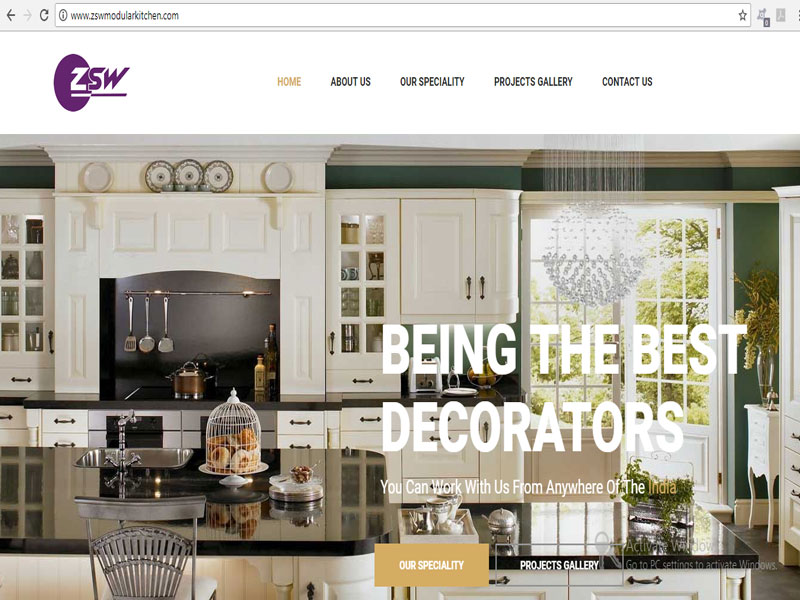 www.zswmodularkitchen.com
ZSW
HOME ABOUT US OUR SPECIALITY PROJECTS GALLERY CONTACT US
BEING THE BEST
DECORATORS
You Can Work With Us From Anywhere Of The India
OUR SPECIALITY PROJECTS GALLERY
Activate Windows
Go to PC settings to activate Windows.